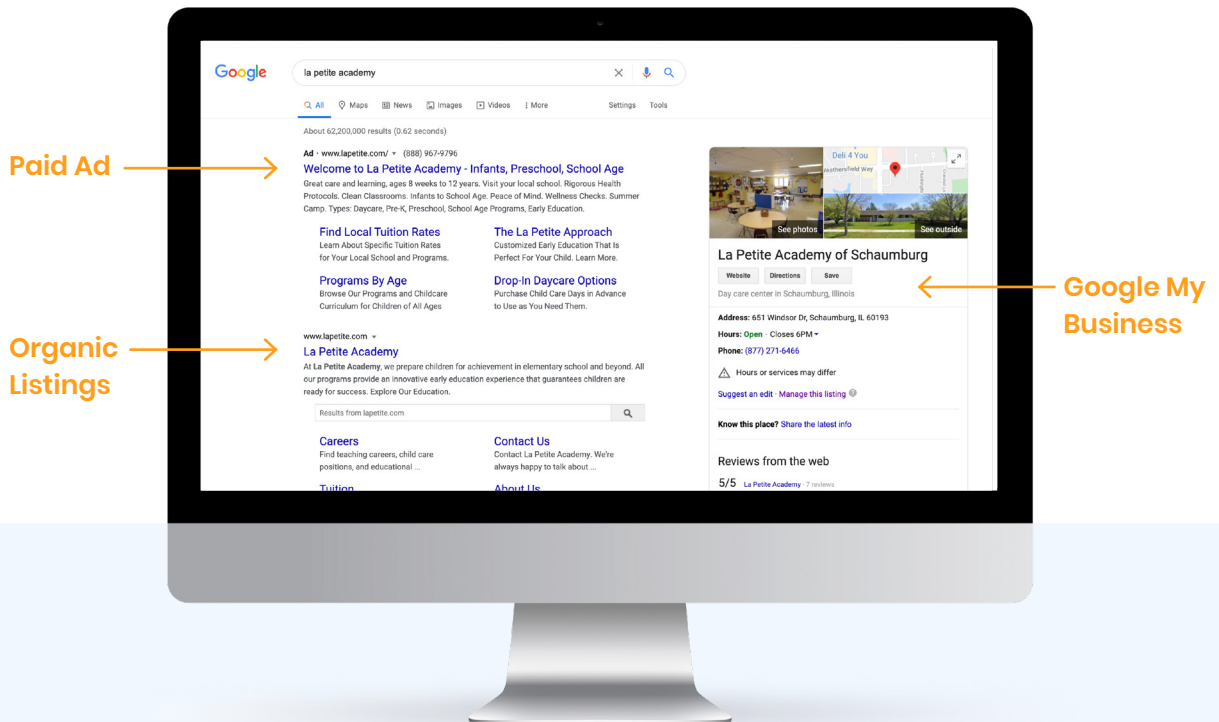 Google
la petite academy
All Maps News Images Videos More Settings Tools
About 62,200,000 results (0.62 seconds)
Paid Ad
Ad · www.lapetite.com/ (888) 967-9796
Welcome to La Petite Academy - Infants, Preschool, School Age
Great care and learning, ages 8 weeks to 12 years. Visit your local school. Rigorous Health
Protocols. Clean Classrooms. Infants to School Age. Peace of Mind. Wellness Checks. Summer
Camp. Types: Daycare, Pre-K, Preschool, School Age Programs, Early Education.
Find Local Tuition Rates
Learn About Specific Tuition Rates
for Your Local School and Programs.
The La Petite Approach
Customized Early Education That Is
Perfect For Your Child. Learn More.
Programs By Age
Browse Our Programs and Childcare
Curriculum for Children of All Ages
Drop-In Daycare Options
Purchase Child Care Days in Advance
to Use as You Need Them.
Organic
Listings
www.lapetite.com
La Petite Academy
At La Petite Academy, we prepare children for achievement in elementary school and beyond. All
our programs provide an innovative early education experience that guarantees children are
ready for success. Explore Our Education.
Results from lapetite.com
Careers
Find teaching careers, child care
positions, and educational ...
Contact Us
Contact La Petite Academy. We're
always happy to talk about ...
Tuition
About Us
Deli 4 You
See photos
See outside
La Petite Academy of Schaumburg
Website Directions Save
Day care center in Schaumburg, Illinois
Google My
Business
Address: 651 Windsor Dr, Schaumburg, IL 60193
Hours: Open · Closes 6PM
Phone: (877) 271-6466
Hours or services may differ
Suggest an edit · Manage this listing
Know this place? Share the latest info
Reviews from the web
5/5 La Petite Academy · 7 reviews